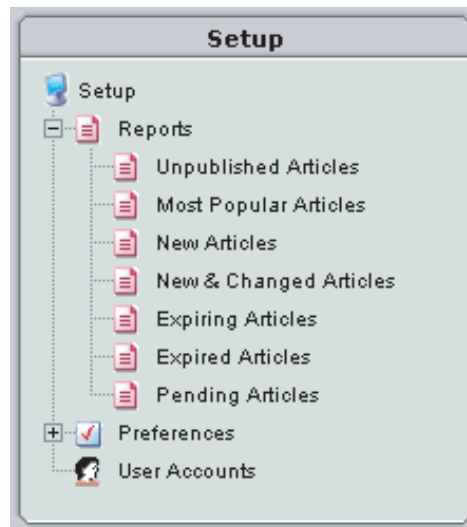 Setup
Setup
Reports
Unpublished Articles
Most Popular Articles
New Articles
New & Changed Articles
Expiring Articles
Expired Articles
Pending Articles
Preferences
User Accounts